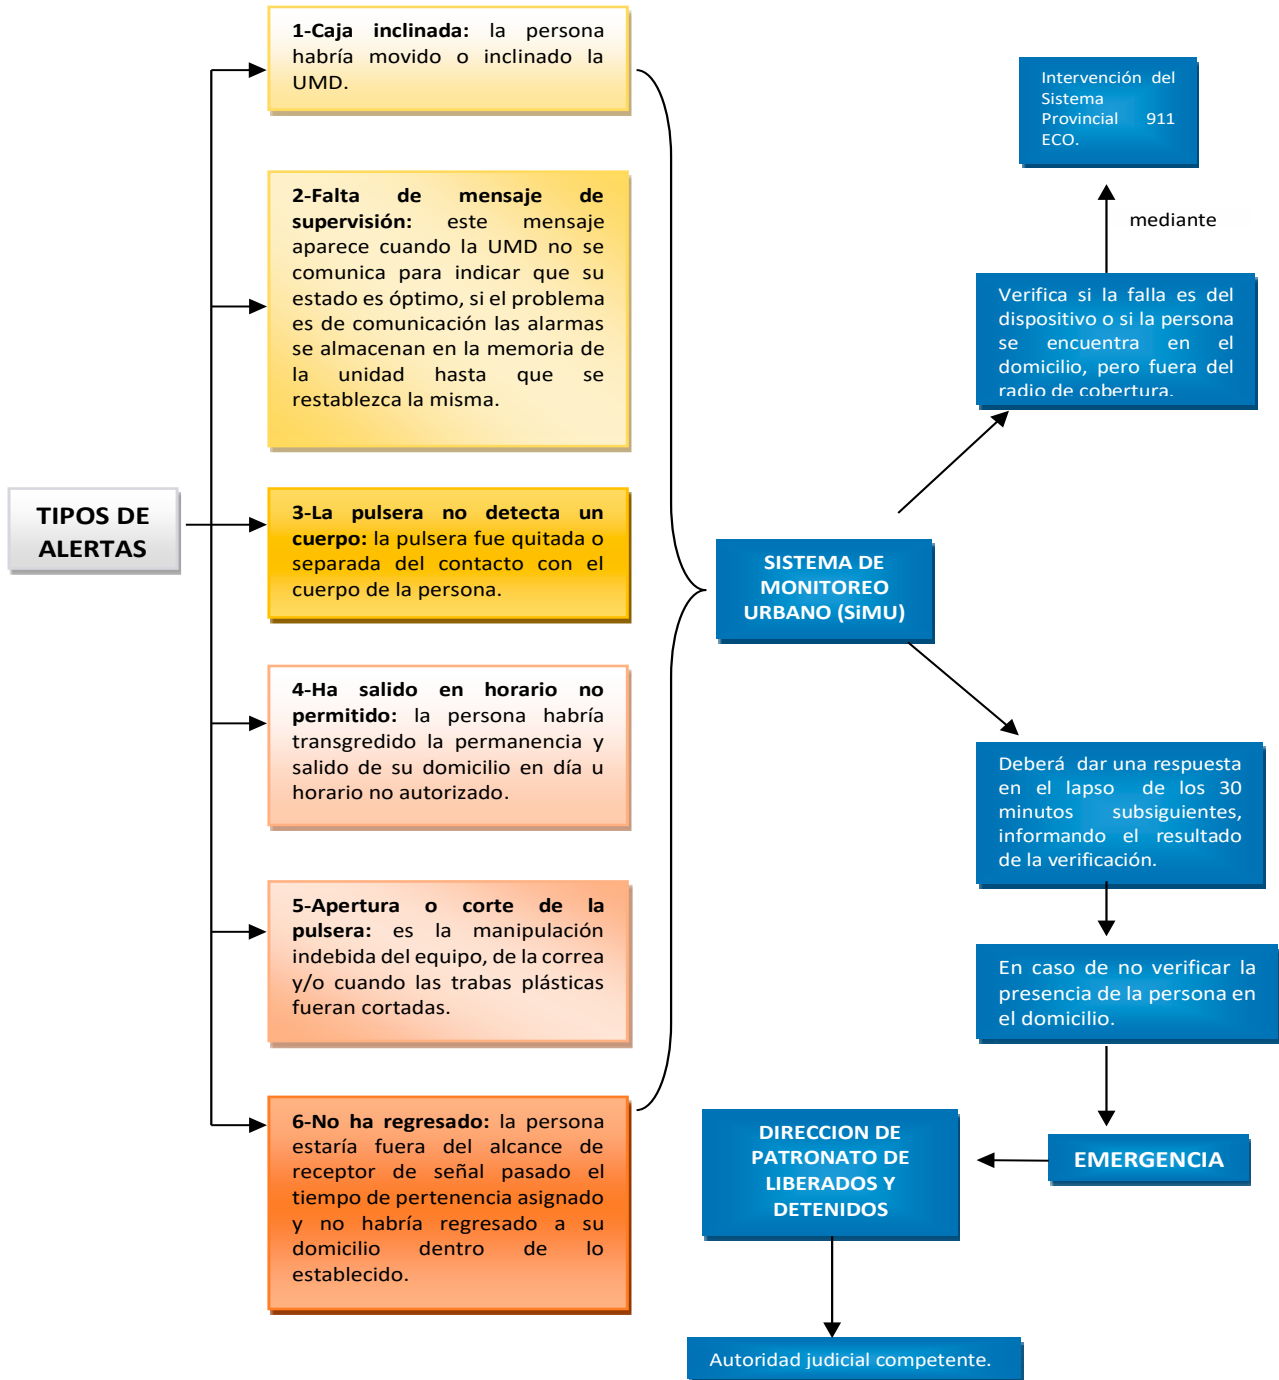 TIPOS DE
ALERTAS
1-Caja inclinada: la persona
habría movido o inclinado la
UMD.
2-Falta de mensaje de
supervisión: este mensaje
aparece cuando la UMD no se
comunica para indicar que su
estado es óptimo, si el problema
es de comunicación las alarmas
se almacenan en la memoria de
la unidad hasta que se
restablezca la misma.
3-La pulsera no detecta un
cuerpo: la pulsera fue quitada o
separada del contacto con el
cuerpo de la persona.
4-Ha salido en horario no
permitido: la persona habría
transgredido la permanencia y
salido de su domicilio en día u
horario no autorizado.
5-Apertura o corte de la
pulsera: es la manipulación
indebida del equipo, de la correa
y/o cuando las trabas plásticas
fueran cortadas.
6-No ha regresado: la persona
estaría fuera del alcance de
receptor de señal pasado el
tiempo de pertenencia asignado
y no habría regresado a su
domicilio dentro de lo
establecido.
SISTEMA DE
MONITOREO
URBANO (SiMU)
Intervención del
Sistema
Provincial 911
ECO.
mediante
Verifica si la falla es del
dispositivo o si la persona
se encuentra en el
domicilio, pero fuera del
radio de cobertura.
Deberá dar una respuesta
en el lapso de los 30
minutos subsiguientes,
informando el resultado
de la verificación.
En caso de no verificar la
presencia de la persona en
el domicilio.
EMERGENCIA
DIRECCION DE
PATRONATO DE
LIBERADOS Y
DETENIDOS
Autoridad judicial competente.